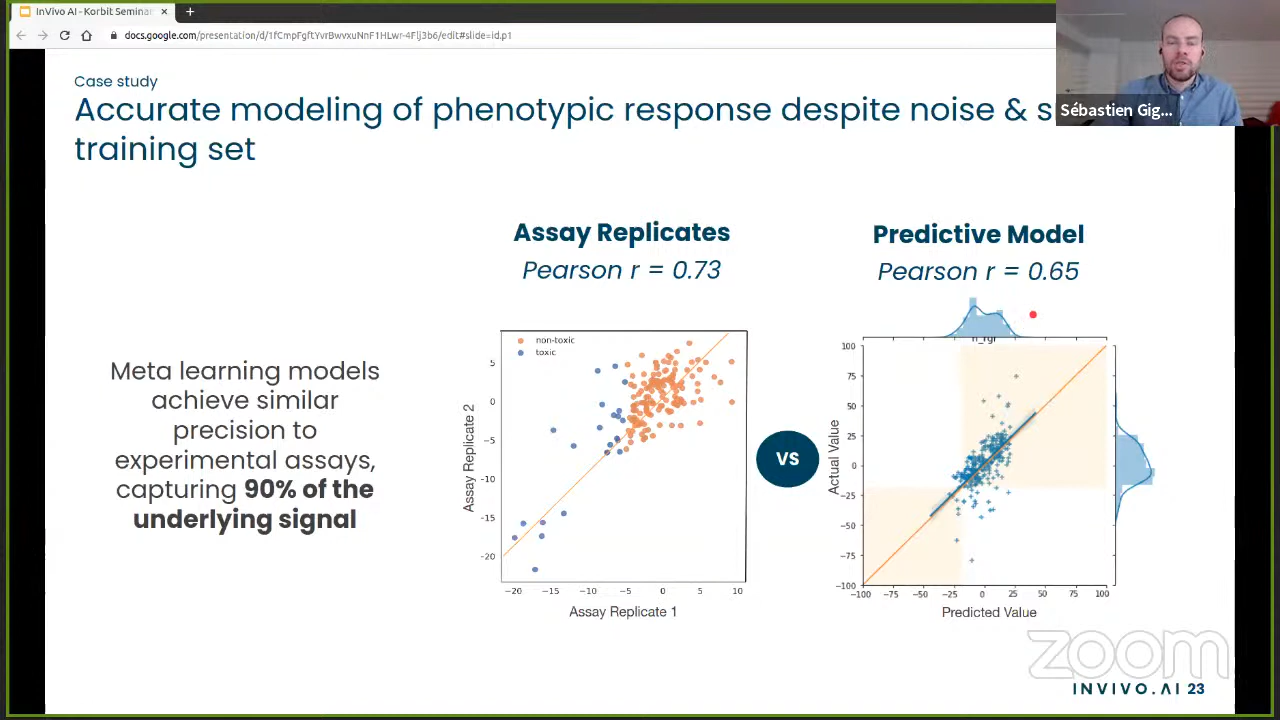 InVivo AI - Korbit Seminar
docs.google.com/presentation/d/1fCmpFgftYvrBwvxuNnF1HLwr-4Flj3b6/edit#slide=id.p1
Sébastien Gig...
Case study
Accurate modeling of phenotypic response despite noise & s
training set
Assay Replicates
Pearson r = 0.73
Predictive Model
Pearson r = 0.65
Meta learning models
achieve similar
precision to
experimental assays,
capturing 90% of the
underlying signal
non-toxic
toxic
5
0
-5
-10
-15
-20
-20 -15 -10 -5 0 5 10
Assay Replicate 2
Assay Replicate 1
VS
100
75
50
25
0
-25
-50
-75
-100
-100 -75 -50 -25 0 25 50 75 100
Actual Value
Predicted Value
zoom
INVIVO.AI 23